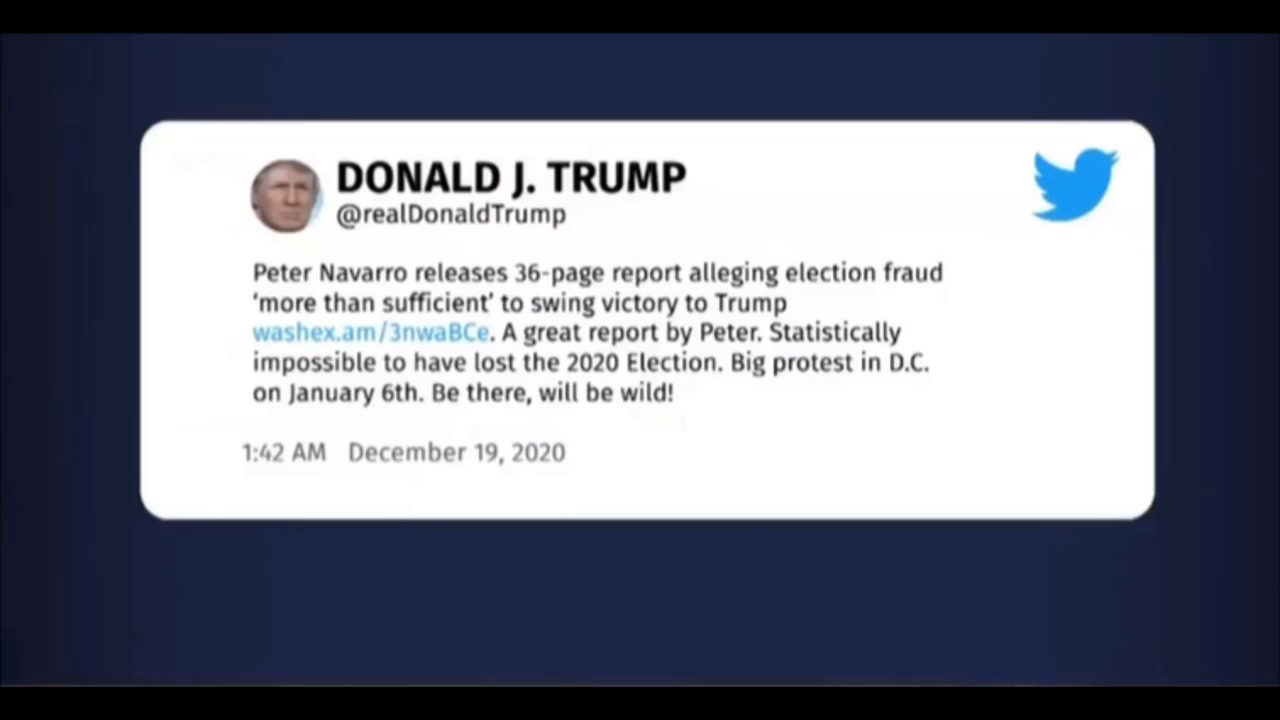 DONALD J. TRUMP
@realDonaldTrump
Peter Navarro releases 36-page report alleging election fraud
‘more than sufficient’ to swing victory to Trump
washex.am/3nwaBCe. A great report by Peter. Statistically
impossible to have lost the 2020 Election. Big protest in D.C.
on January 6th. Be there, will be wild!
1:42 AM December 19, 2020